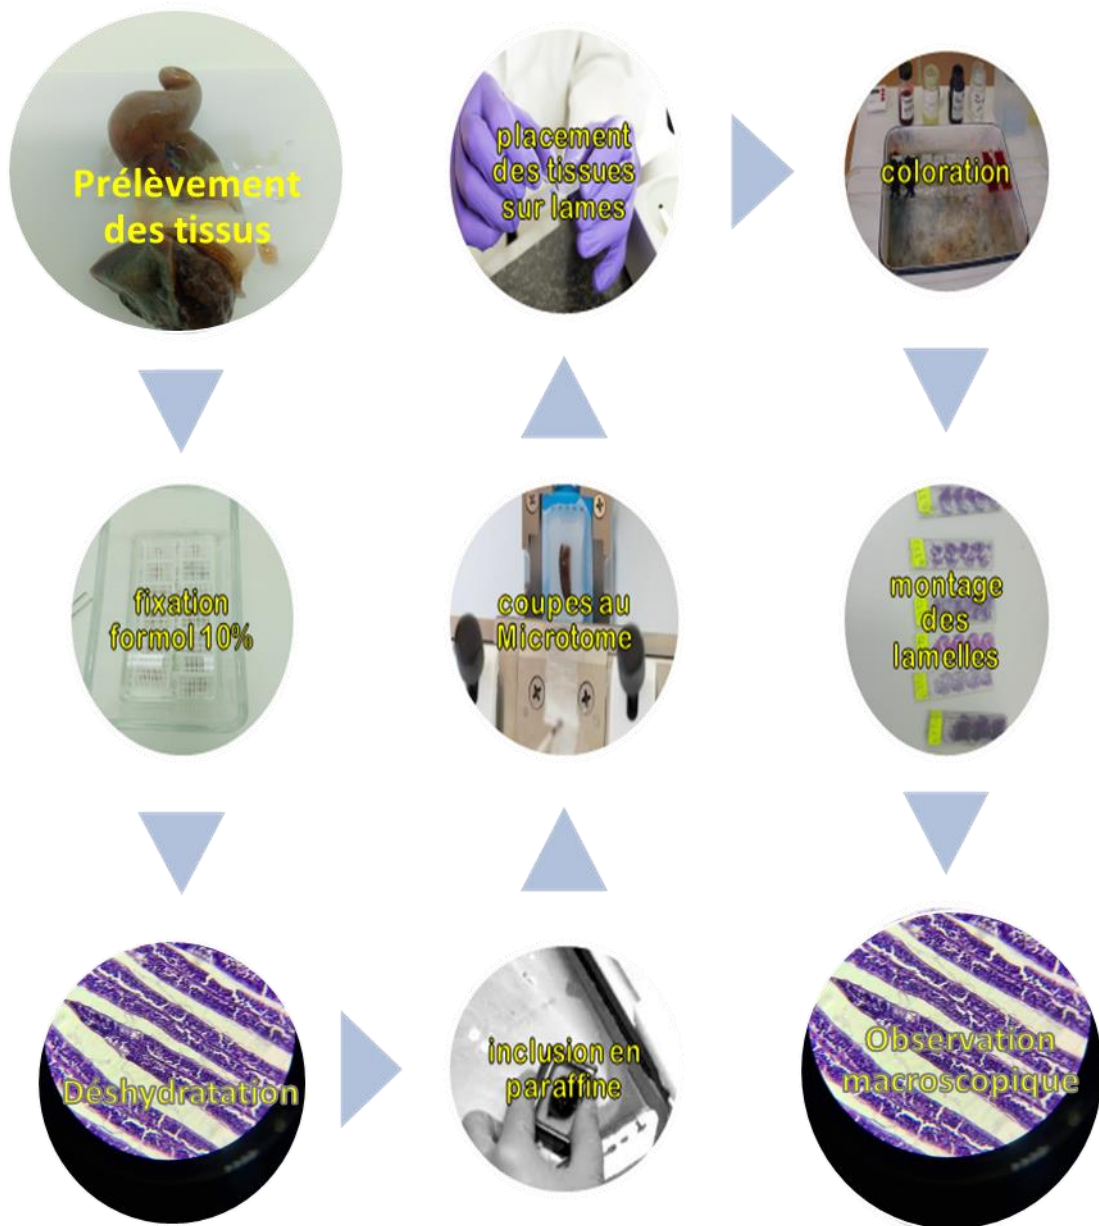 Prélèvement
des tissus
fixation
formol 10%
Déshydratation
inclusion en
paraffine
coupes au
Microtome
placement
des tissues
sur lames
coloration
montage
des
lamelles
Observation
macroscopique